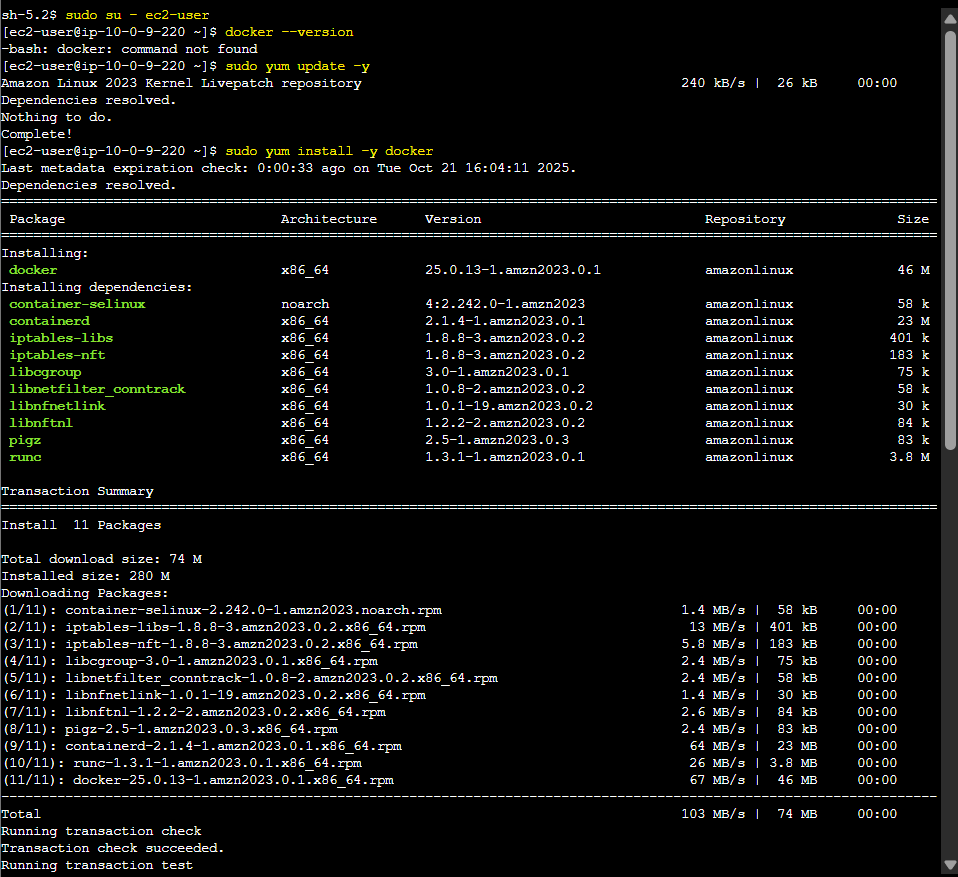 sh-5.2$ sudo su - ec2-user
[ec2-user@ip-10-0-9-220 ~]$ docker --version
-bash: docker: command not found
[ec2-user@ip-10-0-9-220 ~]$ sudo yum update -y
Amazon Linux 2023 Kernel Livepatch repository 240 kB/s | 26 kB 00:00
Dependencies resolved.
Nothing to do.
Complete!
[ec2-user@ip-10-0-9-220 ~]$ sudo yum install -y docker
Last metadata expiration check: 0:00:33 ago on Tue Oct 21 16:04:11 2025.
Dependencies resolved.
Package Architecture Version Repository Size
Installing:
docker x86_64 25.0.13-1.amzn2023.0.1 amazonlinux 46 M
Installing dependencies:
container-selinux noarch 4:2.242.0-1.amzn2023 amazonlinux 58 k
containerd x86_64 2.1.4-1.amzn2023.0.1 amazonlinux 23 M
iptables-libs x86_64 1.8.8-3.amzn2023.0.2 amazonlinux 401 k
iptables-nft x86_64 1.8.8-3.amzn2023.0.2 amazonlinux 183 k
libcgroup x86_64 3.0-1.amzn2023.0.1 amazonlinux 75 k
libnetfilter_conntrack x86_64 1.0.8-2.amzn2023.0.2 amazonlinux 58 k
libnfnetlink x86_64 1.0.1-19.amzn2023.0.2 amazonlinux 30 k
libnftnl x86_64 1.2.2-2.amzn2023.0.2 amazonlinux 84 k
pigz x86_64 2.5-1.amzn2023.0.3 amazonlinux 83 k
runc x86_64 1.3.1-1.amzn2023.0.1 amazonlinux 3.8 M
Transaction Summary
Install 11 Packages
Total download size: 74 M
Installed size: 280 M
Downloading Packages:
(1/11): container-selinux-2.242.0-1.amzn2023.noarch.rpm 1.4 MB/s | 58 kB 00:00
(2/11): iptables-libs-1.8.8-3.amzn2023.0.2.x86_64.rpm 13 MB/s | 401 kB 00:00
(3/11): iptables-nft-1.8.8-3.amzn2023.0.2.x86_64.rpm 5.8 MB/s | 183 kB 00:00
(4/11): libcgroup-3.0-1.amzn2023.0.1.x86_64.rpm 2.4 MB/s | 75 kB 00:00
(5/11): libnetfilter_conntrack-1.0.8-2.amzn2023.0.2.x86_64.rpm 2.4 MB/s | 58 kB 00:00
(6/11): libnfnetlink-1.0.1-19.amzn2023.0.2.x86_64.rpm 1.4 MB/s | 30 kB 00:00
(7/11): libnftnl-1.2.2-2.amzn2023.0.2.x86_64.rpm 2.6 MB/s | 84 kB 00:00
(8/11): pigz-2.5-1.amzn2023.0.3.x86_64.rpm 2.4 MB/s | 83 kB 00:00
(9/11): containerd-2.1.4-1.amzn2023.0.1.x86_64.rpm 64 MB/s | 23 MB 00:00
(10/11): runc-1.3.1-1.amzn2023.0.1.x86_64.rpm 26 MB/s | 3.8 MB 00:00
(11/11): docker-25.0.13-1.amzn2023.0.1.x86_64.rpm 67 MB/s | 46 MB 00:00
Total 103 MB/s | 74 MB 00:00
Running transaction check
Transaction check succeeded.
Running transaction test